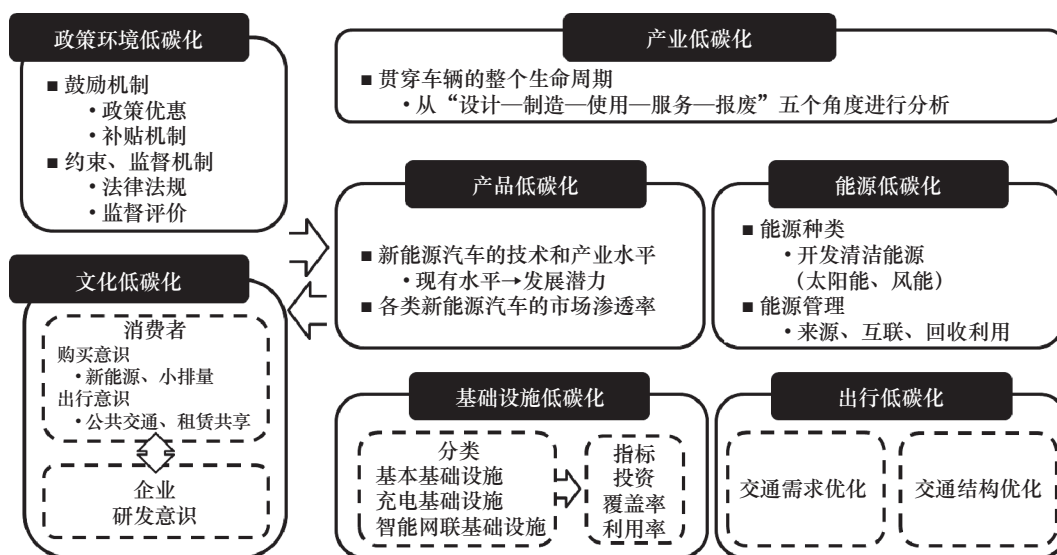 政策环境低碳化
■ 鼓励机制
• 政策优惠
• 补贴机制
■ 约束、监督机制
• 法律法规
• 监督评价
文化低碳化
消费者
购买意识
• 新能源、小排量
出行意识
• 公共交通、租赁共享
企业
研发意识
产业低碳化
■ 贯穿车辆的整个生命周期
• 从“设计—制造—使用—服务—报废”五个角度进行分析
产品低碳化
■ 新能源汽车的技术和产业水平
• 现有水平→发展潜力
■ 各类新能源汽车的市场渗透率
能源低碳化
■ 能源种类
• 开发清洁能源
（太阳能、风能）
■ 能源管理
• 来源、互联、回收利用
基础设施低碳化
分类
基本基础设施
充电基础设施
智能网联基础设施
指标
投资
覆盖率
利用率
出行低碳化
交通需求优化
交通结构优化